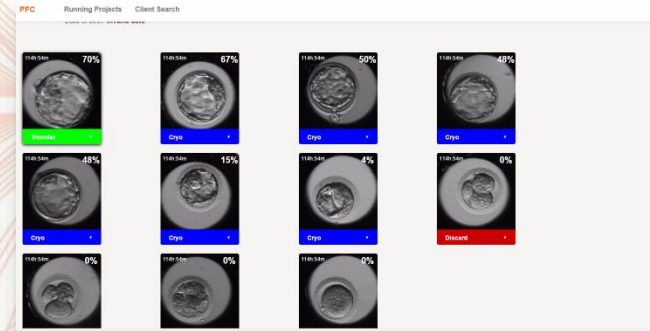 PFC Running Projects Client Search
114h:54m 70% 114h:54m 67% 114h:54m 50% 114h:54m 48%
Transfer Cryo Cryo Cryo
114h:54m 48% 114h:54m 15% 114h:54m 4% 114h:54m 0%
Cryo Cryo Cryo Discard
114h:54m 0% 114h:54m 0% 114h:54m 0%